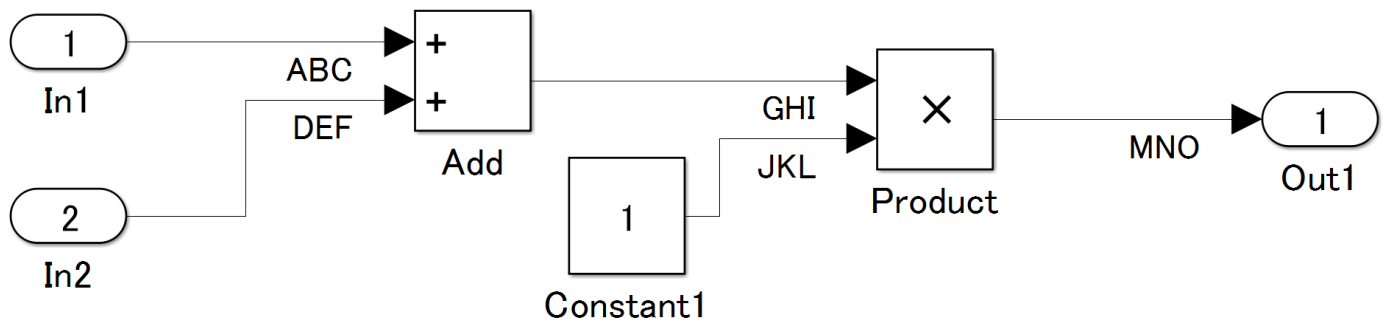 1
In1
ABC
+
+
DEF
Add
2
In2
GHI
JKL
×
Product
1
Constant1
MNO
1
Out1